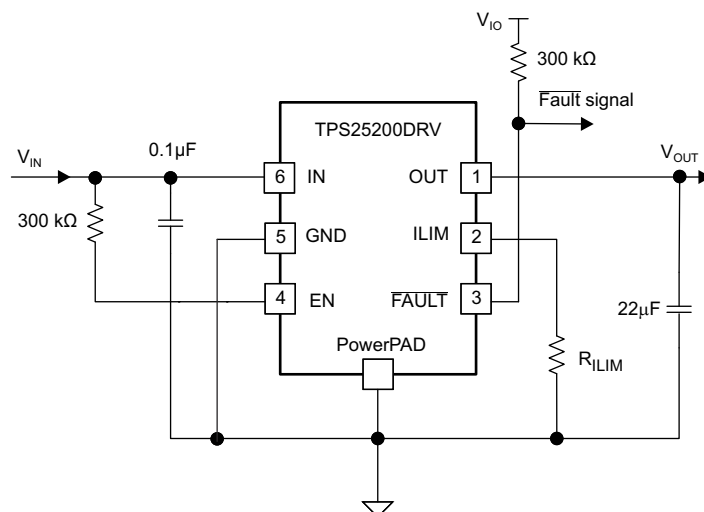 V_IO
300 kΩ
Fault signal
TPS25200DRV
V_IN
0.1µF
6 IN
OUT 1
V_OUT
300 kΩ
5 GND
ILIM 2
4 EN
FAULT 3
22µF
PowerPAD
R_ILIM